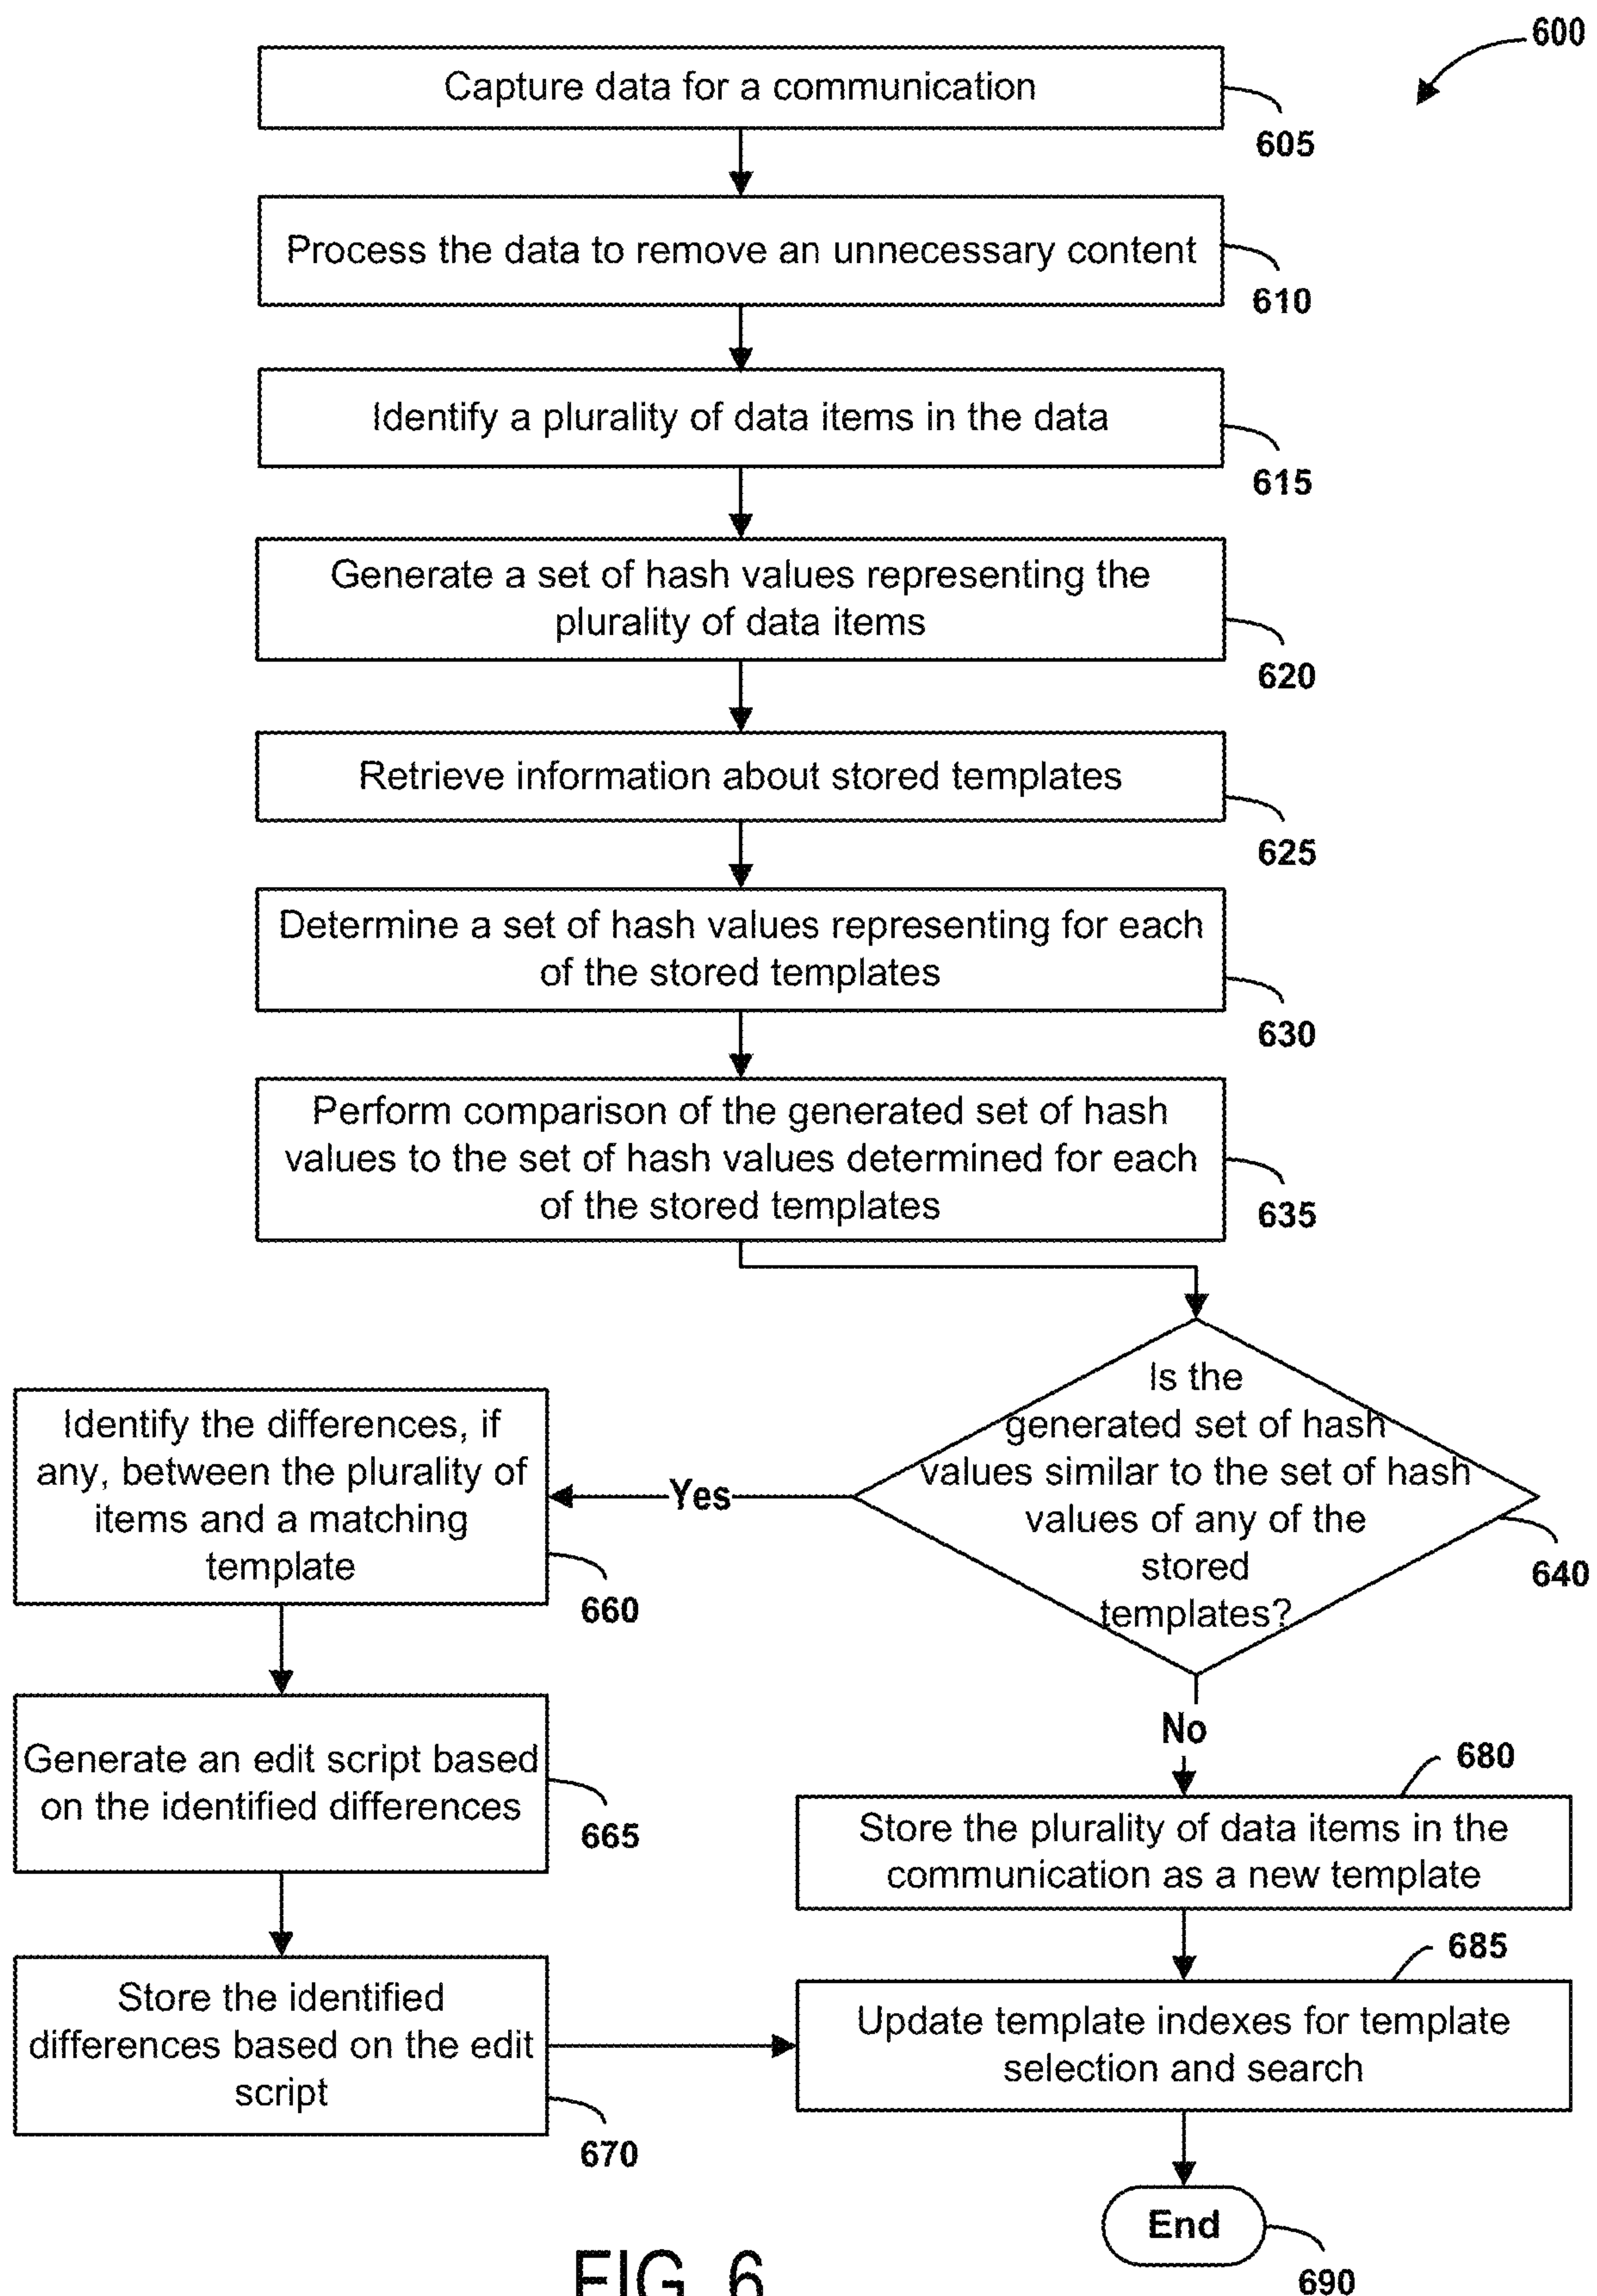 600
Capture data for a communication
605
Process the data to remove an unnecessary content
610
Identify a plurality of data items in the data
615
Generate a set of hash values representing the
plurality of data items
620
Retrieve information about stored templates
625
Determine a set of hash values representing for each
of the stored templates
630
Perform comparison of the generated set of hash
values to the set of hash values determined for each
of the stored templates
635
Is the
generated set of hash
values similar to the set of hash
values of any of the
stored
templates?
640
Yes
Identify the differences, if
any, between the plurality of
items and a matching
template
660
Generate an edit script based
on the identified differences
665
Store the identified
differences based on the edit
script
670
No
680
Store the plurality of data items in the
communication as a new template
685
Update template indexes for template
selection and search
End
690
FIG. 6